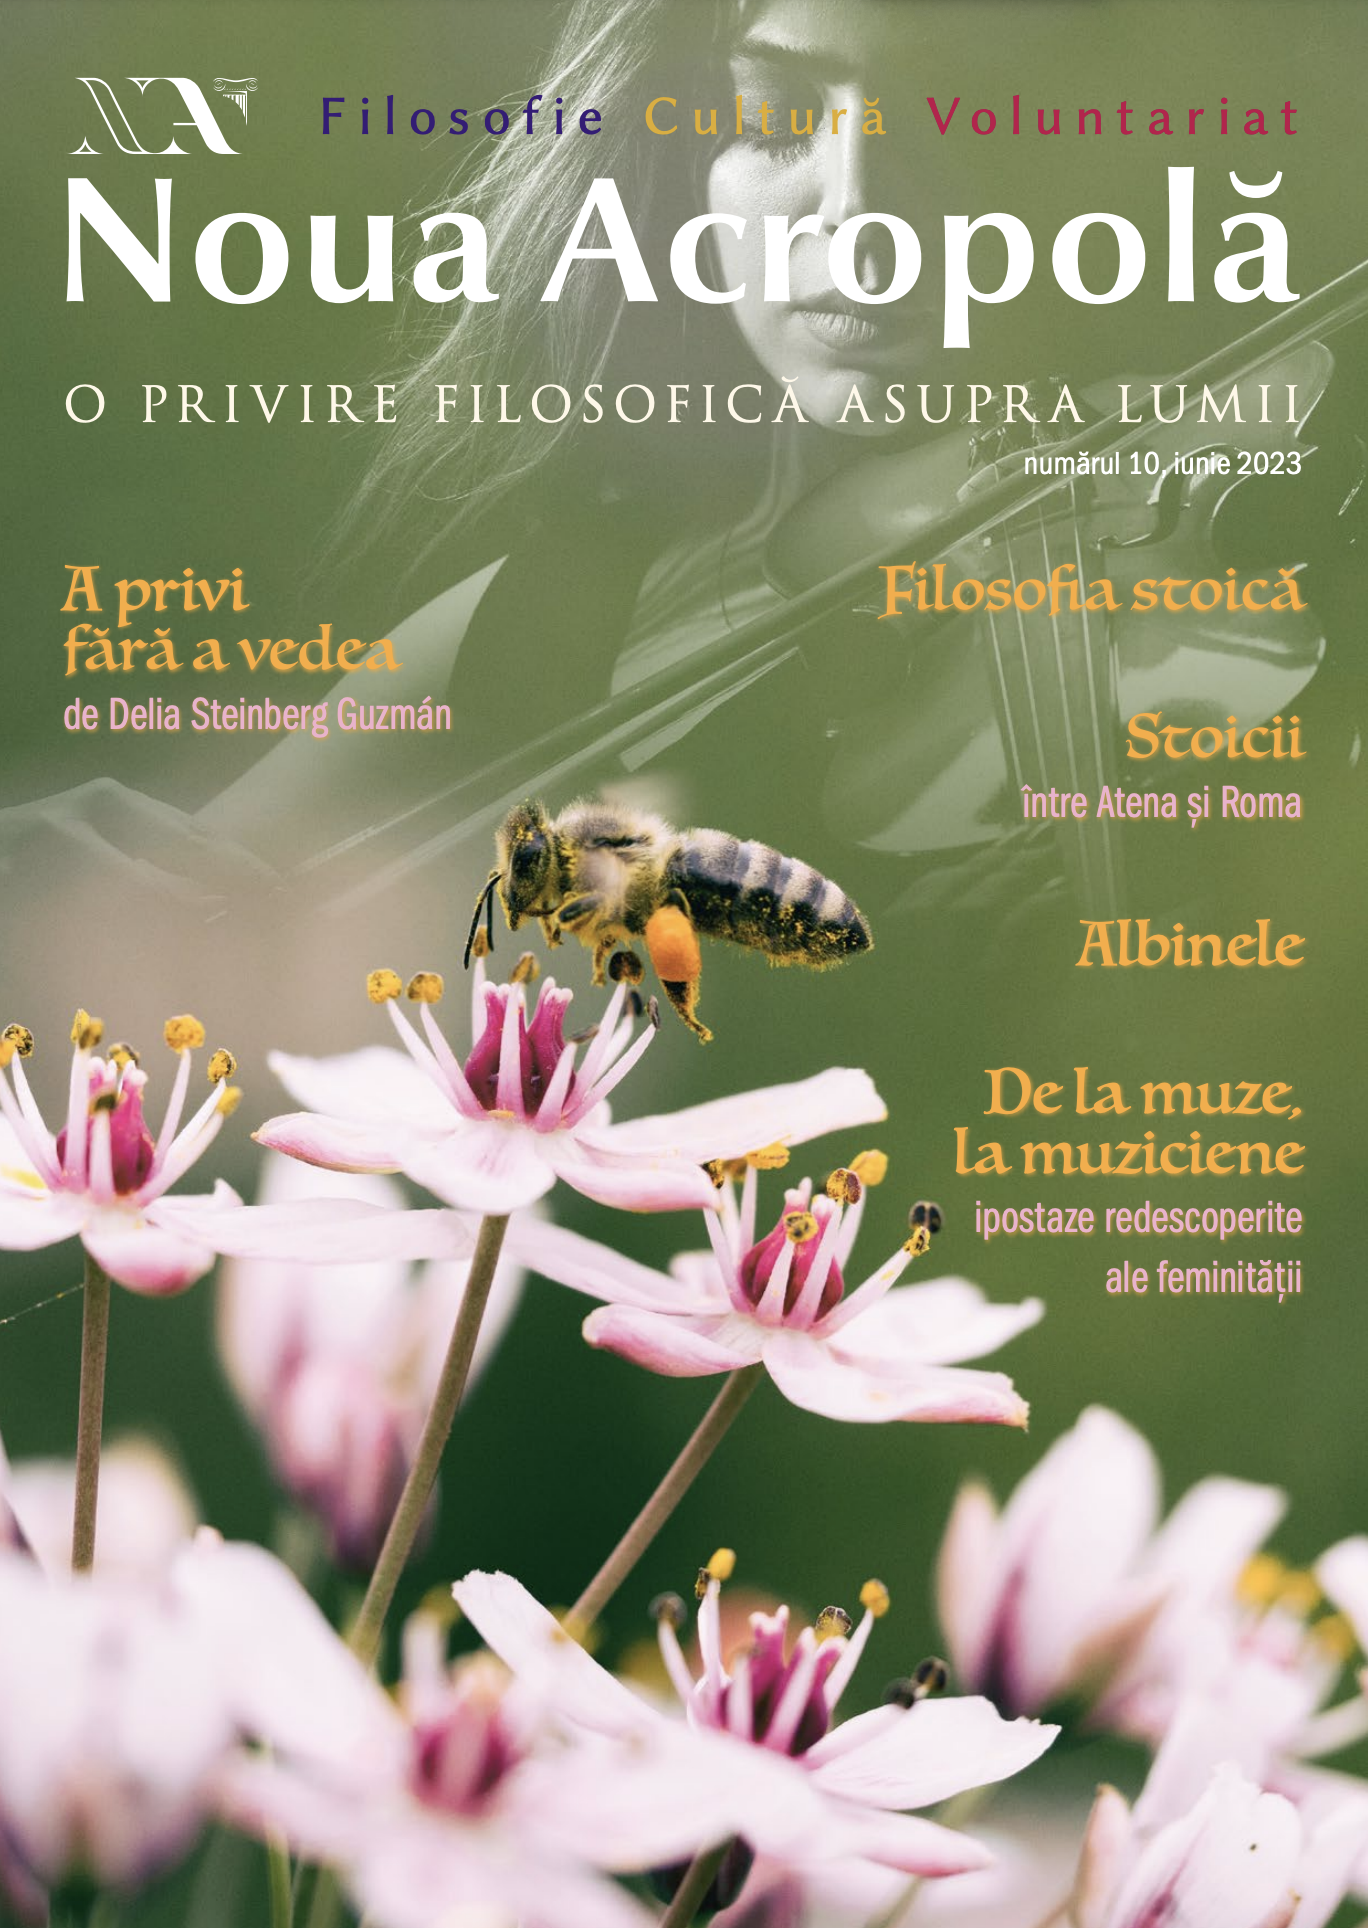 NA
Filosofie Cultură Voluntariat
Noua Acropolă
O PRIVIRE FILOSOFICĂ ASUPRA LUMII
numărul 10, iunie 2023
A privi
fără a vedea
de Delia Steinberg Guzmán
Filosofia stoică
Stoicii
între Atena și Roma
Albinele
De la muze,
la muziciene
ipostaze redescoperite
ale feminității